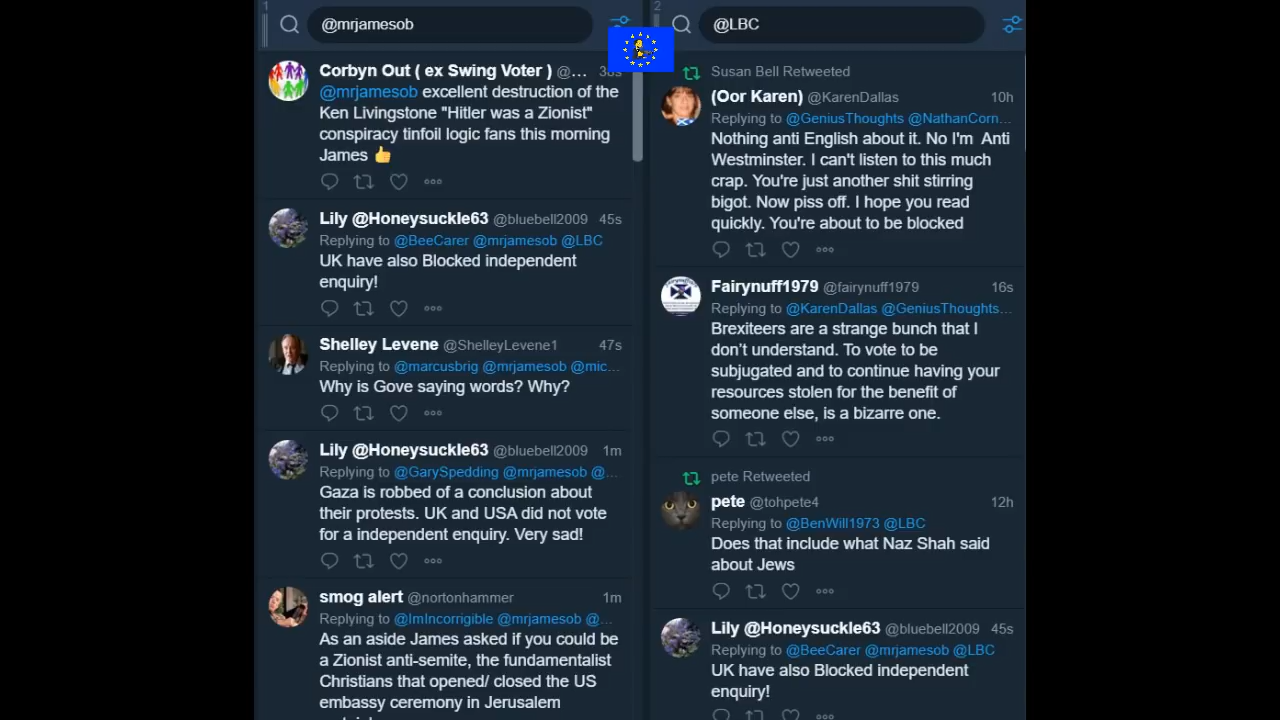 1
@mrjamesob
Corbyn Out ( ex Swing Voter ) @...
@mrjamesob excellent destruction of the
Ken Livingstone "Hitler was a Zionist"
conspiracy tinfoil logic fans this morning
James 👍
Lily @Honeysuckle63 @bluebell2009 45s
Replying to @BeeCarer @mrjamesob @LBC
UK have also Blocked independent
enquiry!
Shelley Levene @ShelleyLevene1 47s
Replying to @marcusbrig @mrjamesob @mic...
Why is Gove saying words? Why?
Lily @Honeysuckle63 @bluebell2009 1m
Replying to @GarySpedding @mrjamesob @...
Gaza is robbed of a conclusion about
their protests. UK and USA did not vote
for a independent enquiry. Very sad!
smog alert @nortonhammer 1m
Replying to @ImIncorrigible @mrjamesob @...
As an aside James asked if you could be
a Zionist anti-semite, the fundamentalist
Christians that opened/ closed the US
embassy ceremony in Jerusalem
2
@LBC
Susan Bell Retweeted
(Oor Karen) @KarenDallas 10h
Replying to @GeniusThoughts @NathanCorn...
Nothing anti English about it. No I'm Anti
Westminster. I can't listen to this much
crap. You're just another shit stirring
bigot. Now piss off. I hope you read
quickly. You're about to be blocked
Fairynuff1979 @fairynuff1979 16s
Replying to @KarenDallas @GeniusThoughts...
Brexiteers are a strange bunch that I
don't understand. To vote to be
subjugated and to continue having your
resources stolen for the benefit of
someone else, is a bizarre one.
pete Retweeted
pete @tohpete4 12h
Replying to @BenWill1973 @LBC
Does that include what Naz Shah said
about Jews
Lily @Honeysuckle63 @bluebell2009 45s
Replying to @BeeCarer @mrjamesob @LBC
UK have also Blocked independent
enquiry!